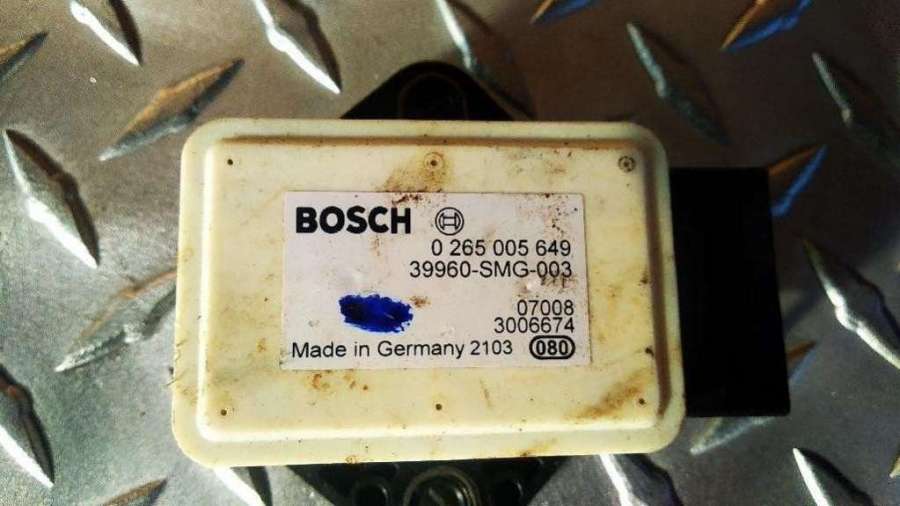 BOSCH
0 265 005 649
39960-SMG-003
07008
3006674
Made in Germany 2103 080